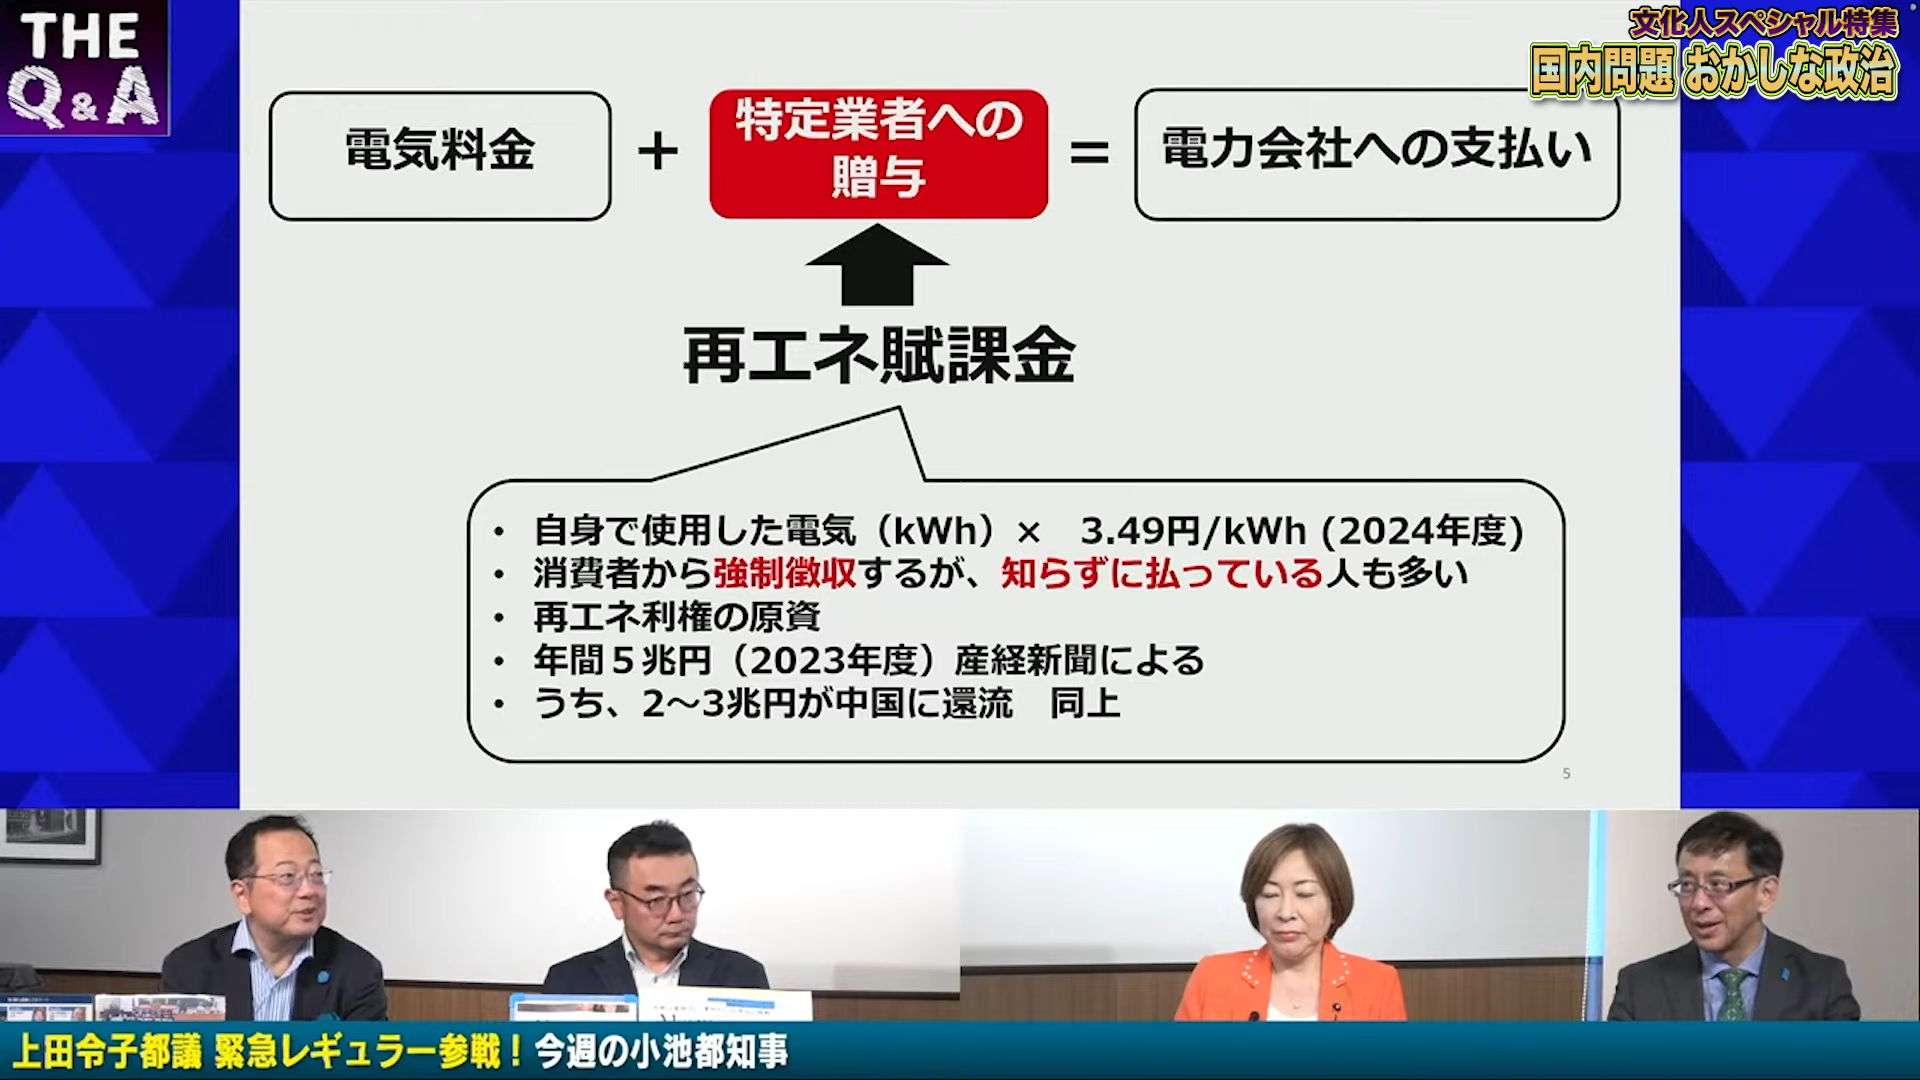 THE
Q&A
文化人スペシャル特集
国内問題 おかしな政治
電気料金
+
特定業者への
贈与
=
電力会社への支払い
再エネ賦課金
• 自身で使用した電気（kWh）× 3.49円/kWh (2024年度)
• 消費者から強制徴収するが、知らずに払っている人も多い
• 再エネ利権の原資
• 年間５兆円（2023年度）産経新聞による
• うち、2～3兆円が中国に還流 同上
5
上田令子都議 緊急レギュラー参戦！今週の小池都知事